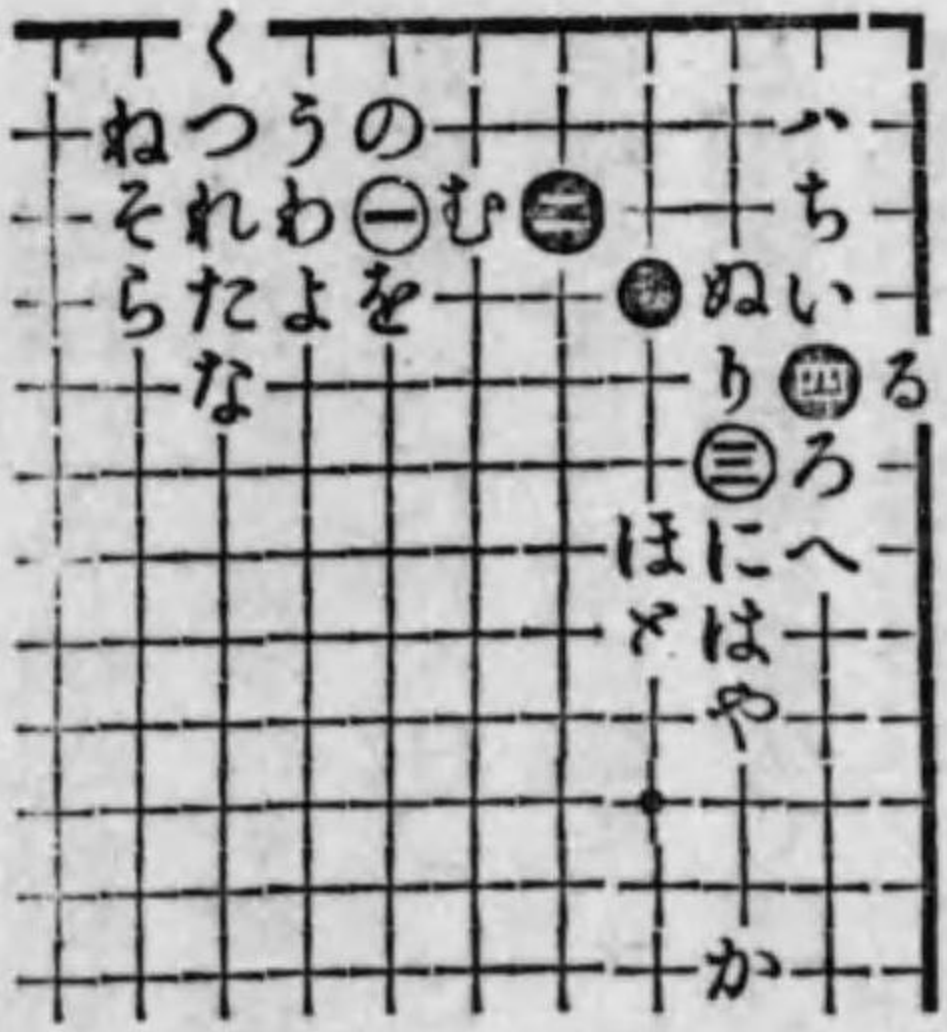 く
ねつうのハ
それわ一む二ち
らたよをぬい
なり四る
三ろ
ほにへ
とは
や
か